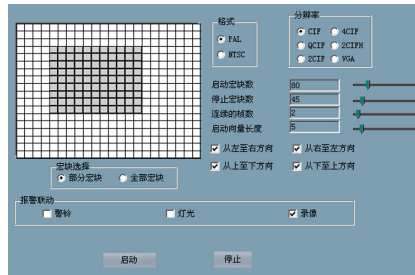 格式
PAL
NTSC
分辨率
CIF 4CIF
QCIF 2CIFH
2CIF VGA
启动宏块数 80
停止宏块数 45
连续的帧数 2
启动向量长度 5
从左至右方向 从右至左方向
从上至下方向 从下至上方向
宏块选择
部分宏块 全部宏块
报警联动
警铃 灯光 录像
启动 停止